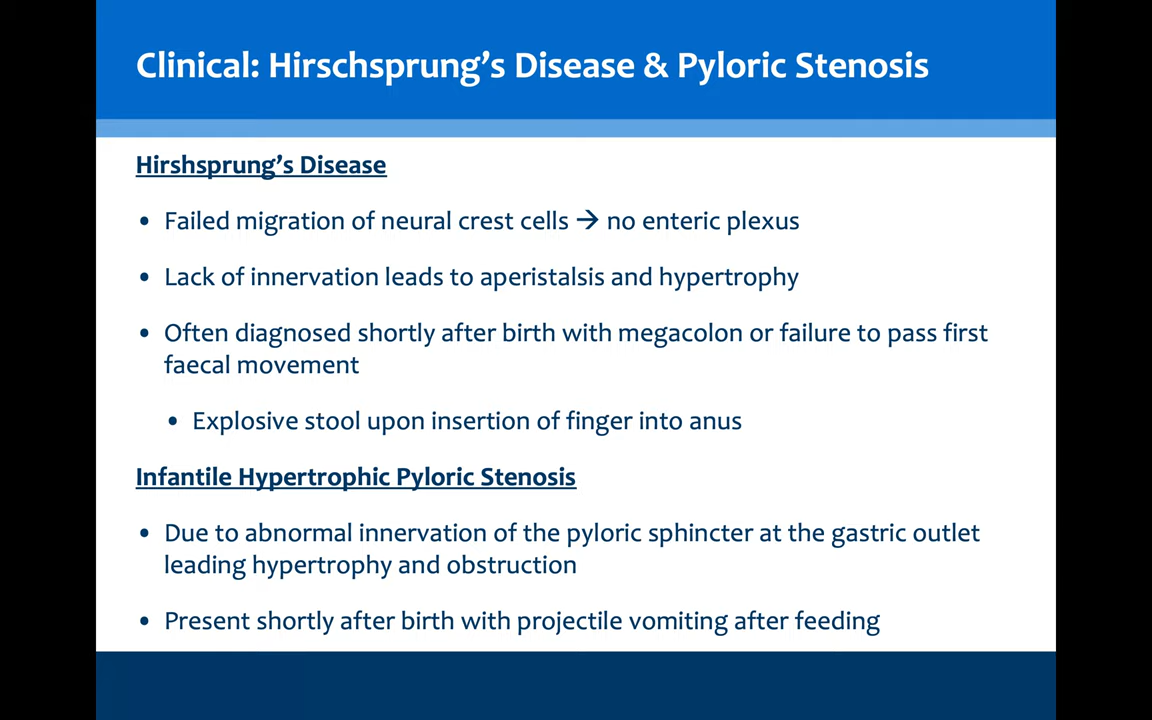 Clinical: Hirschsprung's Disease & Pyloric Stenosis
Hirshsprung's Disease
• Failed migration of neural crest cells → no enteric plexus
• Lack of innervation leads to aperistalsis and hypertrophy
• Often diagnosed shortly after birth with megacolon or failure to pass first
faecal movement
• Explosive stool upon insertion of finger into anus
Infantile Hypertrophic Pyloric Stenosis
• Due to abnormal innervation of the pyloric sphincter at the gastric outlet
leading hypertrophy and obstruction
• Present shortly after birth with projectile vomiting after feeding